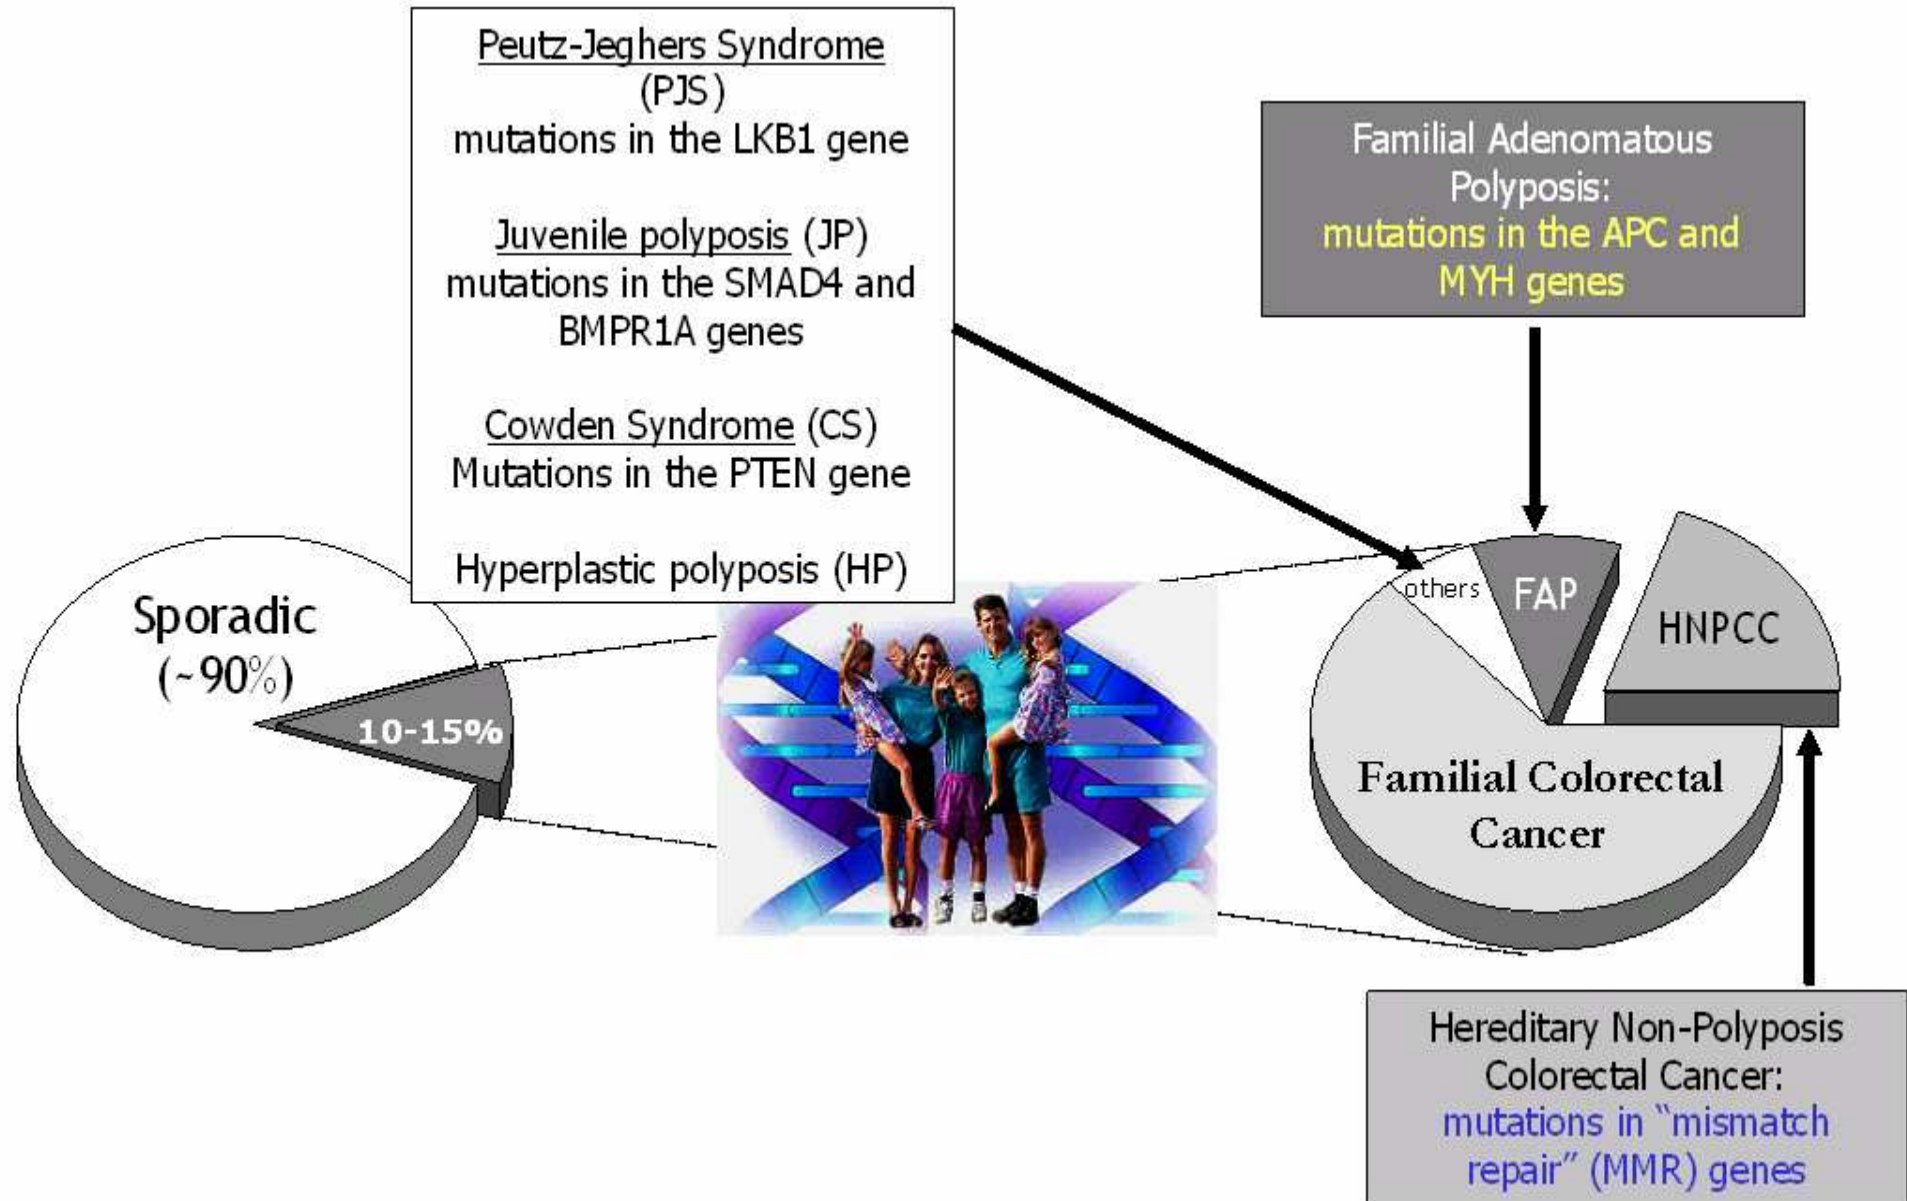 Peutz-Jeghers Syndrome
(PJS)
mutations in the LKB1 gene
Juvenile polyposis (JP)
mutations in the SMAD4 and
BMPR1A genes
Cowden Syndrome (CS)
Mutations in the PTEN gene
Hyperplastic polyposis (HP)
Familial Adenomatous
Polyposis:
mutations in the APC and
MYH genes
Sporadic
(~90%)
10-15%
others
FAP
HNPCC
Familial Colorectal
Cancer
Hereditary Non-Polyposis
Colorectal Cancer:
mutations in “mismatch
repair” (MMR) genes